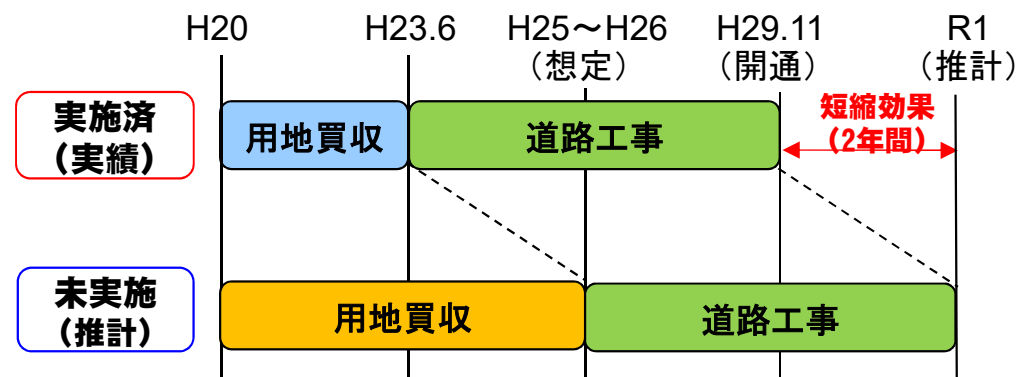 H20 H23.6 H25～H26 H29.11 R1
（想定） （開通） （推計）
実施済
（実績）
用地買収
道路工事
短縮効果
（2年間）
未実施
（推計）
用地買収
道路工事